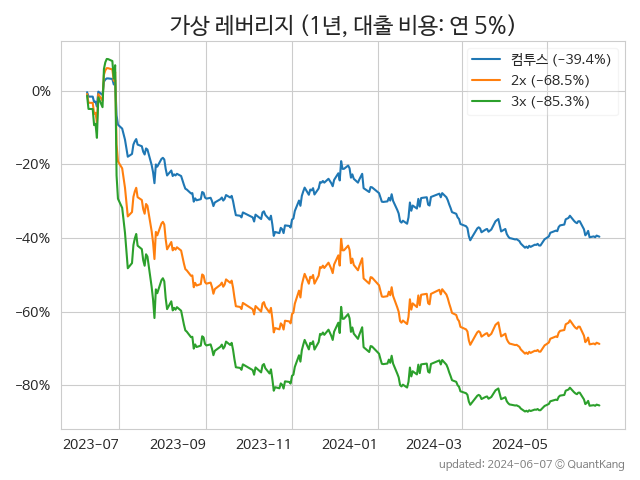 가상 레버리지 (1년, 대출 비용: 연 5%)
컴투스 (−39.4%)
2x (−68.5%)
3x (−85.3%)
0%
−20%
−40%
−60%
−80%
2023-07 2023-09 2023-11 2024-01 2024-03 2024-05
updated: 2024-06-07 © QuantKang